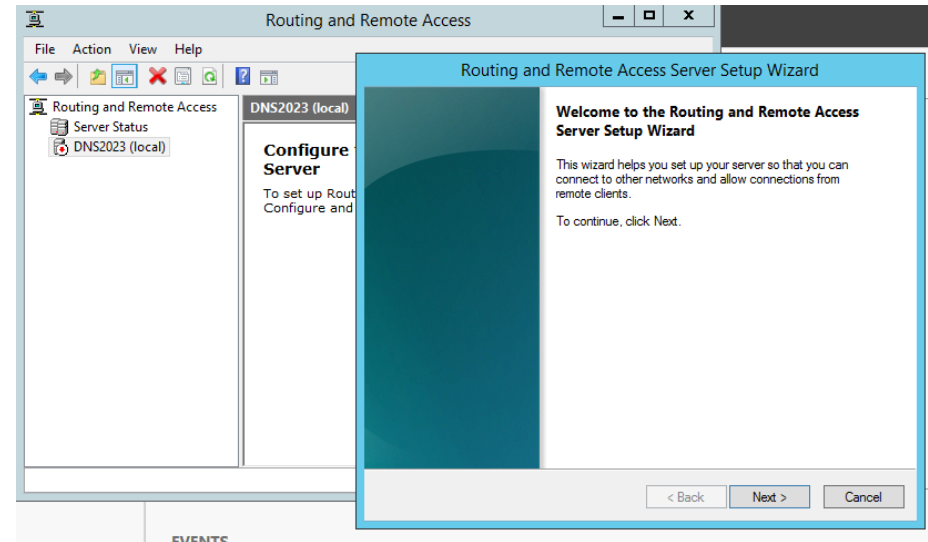 Routing and Remote Access
File Action View Help
Routing and Remote Access
Server Status
DNS2023 (local)
DNS2023 (local)
Configure
Server
To set up Rout
Configure and
Routing and Remote Access Server Setup Wizard
Welcome to the Routing and Remote Access
Server Setup Wizard
This wizard helps you set up your server so that you can
connect to other networks and allow connections from
remote clients.
To continue, click Next.
< Back Next > Cancel
EVENTS